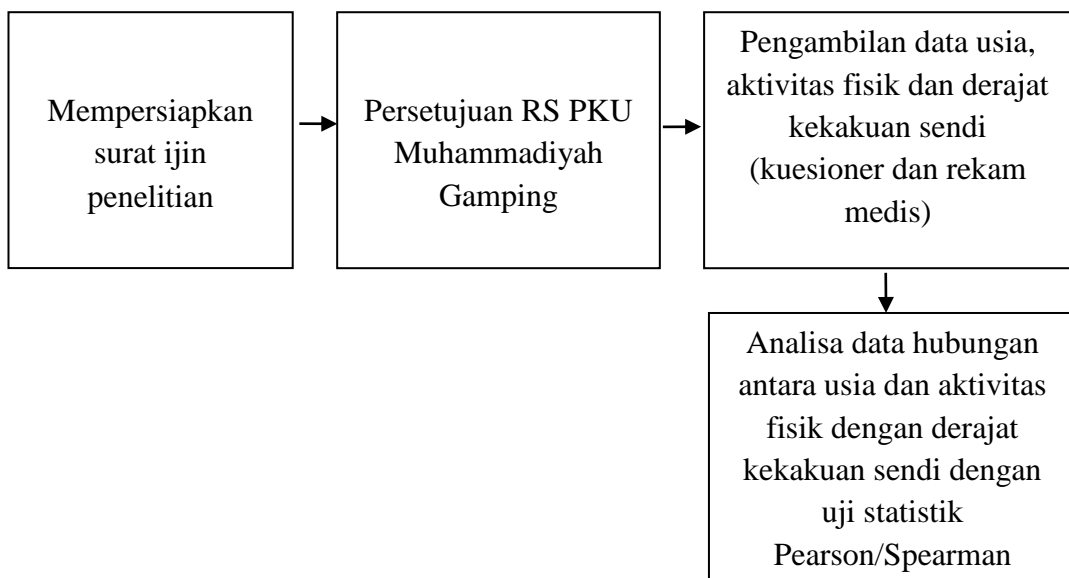 Mempersiapkan
surat ijin
penelitian
Persetujuan RS PKU
Muhammadiyah
Gamping
Pengambilan data usia,
aktivitas fisik dan derajat
kekakuan sendi
(kuesioner dan rekam
medis)
Analisa data hubungan
antara usia dan aktivitas
fisik dengan derajat
kekakuan sendi dengan
uji statistik
Pearson/Spearman